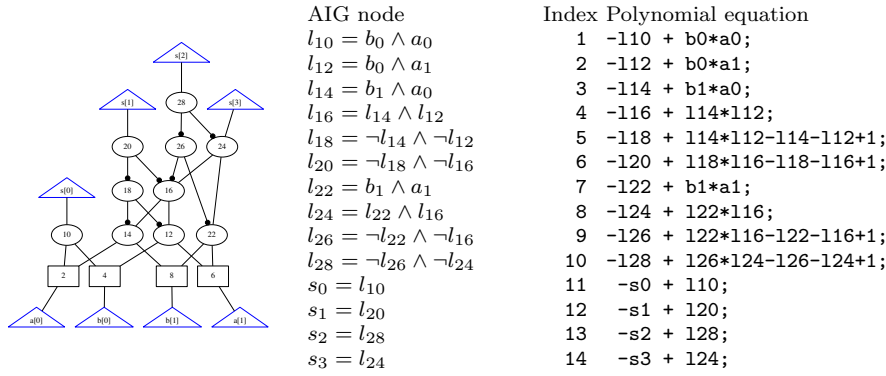 AIG node Index Polynomial equation
l10 = b0 ∧ a0 1 -l10 + b0*a0;
l12 = b0 ∧ a1 2 -l12 + b0*a1;
l14 = b1 ∧ a0 3 -l14 + b1*a0;
l16 = l14 ∧ l12 4 -l16 + l14*l12;
l18 = ¬l14 ∧ ¬l12 5 -l18 + l14*l12-l14-l12+1;
l20 = ¬l18 ∧ ¬l16 6 -l20 + l18*l16-l18-l16+1;
l22 = b1 ∧ a1 7 -l22 + b1*a1;
l24 = l22 ∧ l16 8 -l24 + l22*l16;
l26 = ¬l22 ∧ ¬l16 9 -l26 + l22*l16-l22-l16+1;
l28 = ¬l26 ∧ ¬l24 10 -l28 + l26*l24-l26-l24+1;
s0 = l10 11 -s0 + l10;
s1 = l20 12 -s1 + l20;
s2 = l28 13 -s2 + l28;
s3 = l24 14 -s3 + l24;
s[2]
s[1] 28 s[3]
20 26 24
s[0] 18 16
10 14 12 22
2 4 8 6
a[0] b[0] b[1] a[1]